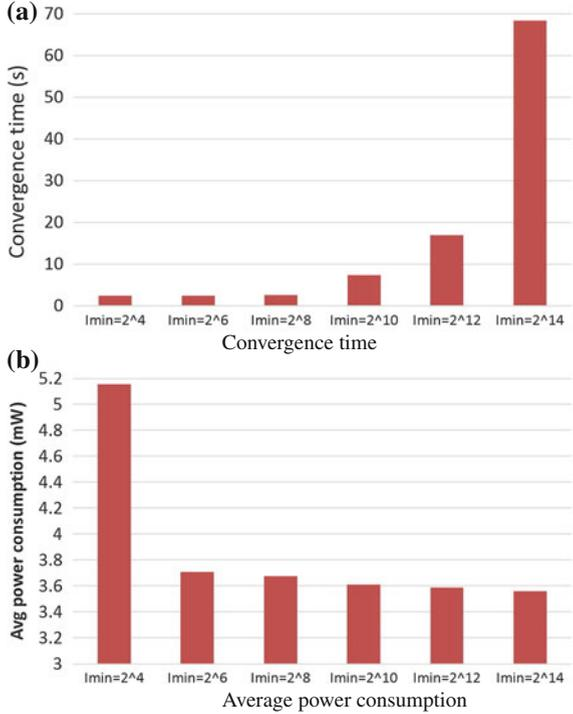 (a)
Convergence time (s)
70
60
50
40
30
20
10
0
Imin=2^4 Imin=2^6 Imin=2^8 Imin=2^10 Imin=2^12 Imin=2^14
Convergence time
(b)
Avg power consumption (mW)
5.2
5
4.8
4.6
4.4
4.2
4
3.8
3.6
3.4
3.2
3
Imin=2^4 Imin=2^6 Imin=2^8 Imin=2^10 Imin=2^12 Imin=2^14
Average power consumption